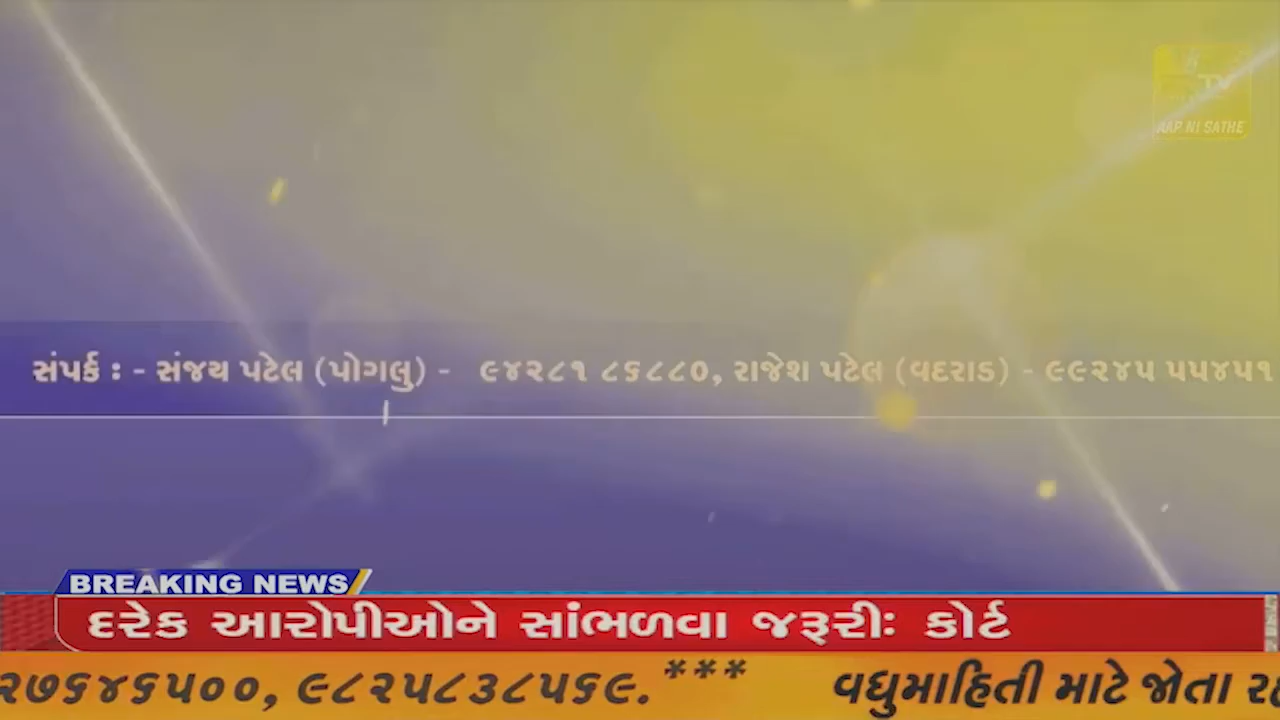 TV
AAP NI SATHE
સંપર્ક : - સંજય પટેલ (પોગલુ) - ૯૪૨૮૧ ૮૬૮૮૦, રાજેશ પટેલ (વદરાડ) - ૯૯૨૪૫ ૫૫૪૫૧
BREAKING NEWS
દરેક આરોપીઓને સાંભળવા જરૂરીઃ કોર્ટ
૨૭૬૪૬૫૦૦, ૯૮૨૫૮૩૮૫૬૯.*** વધુમાહિતી માટે જોતા